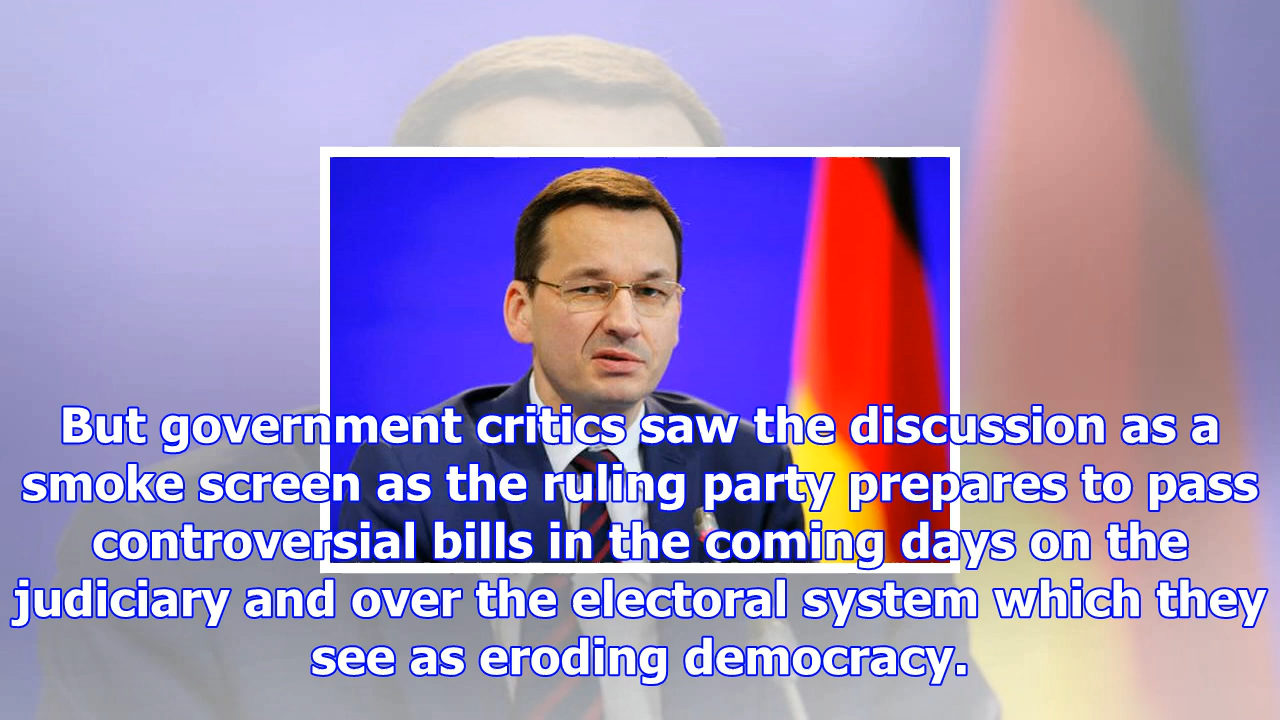 But government critics saw the discussion as a
smoke screen as the ruling party prepares to pass
controversial bills in the coming days on the
judiciary and over the electoral system which they
see as eroding democracy.